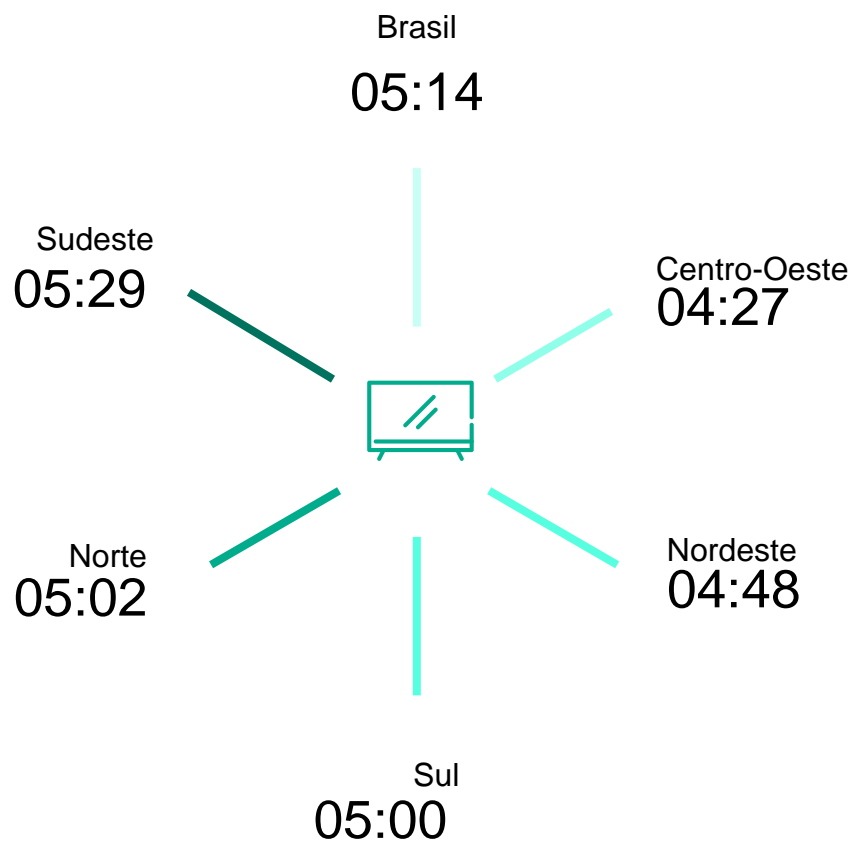 Brasil
05:14
Sudeste
05:29
Centro-Oeste
04:27
Norte
05:02
Nordeste
04:48
Sul
05:00